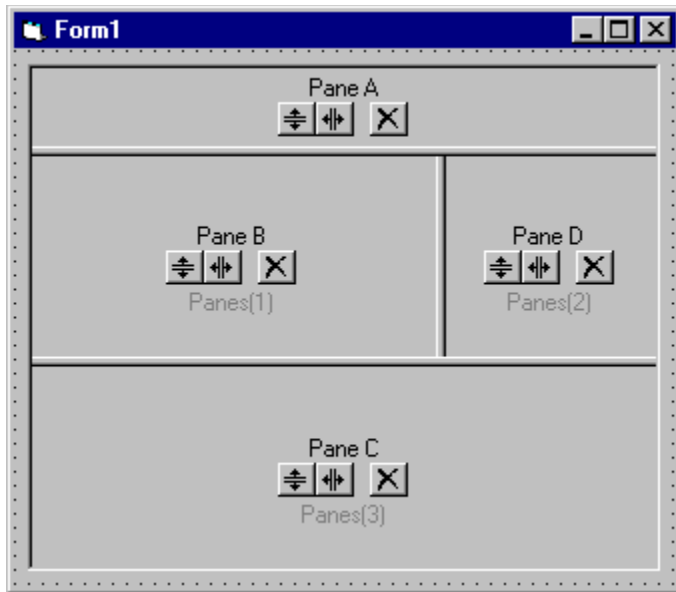 Form1
Pane A
Pane B
Panes(1)
Pane D
Panes(2)
Pane C
Panes(3)